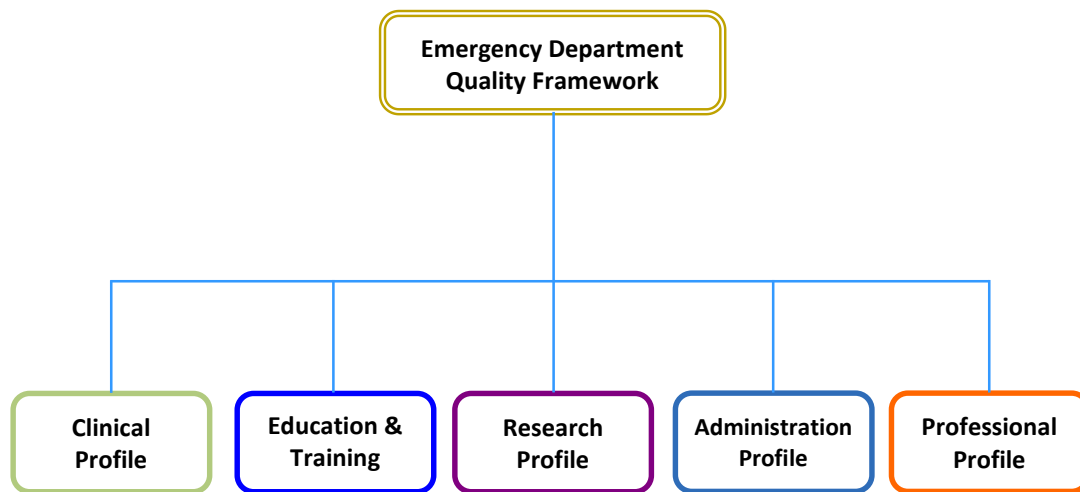 Emergency Department
Quality Framework
Clinical
Profile
Education &
Training
Research
Profile
Administration
Profile
Professional
Profile